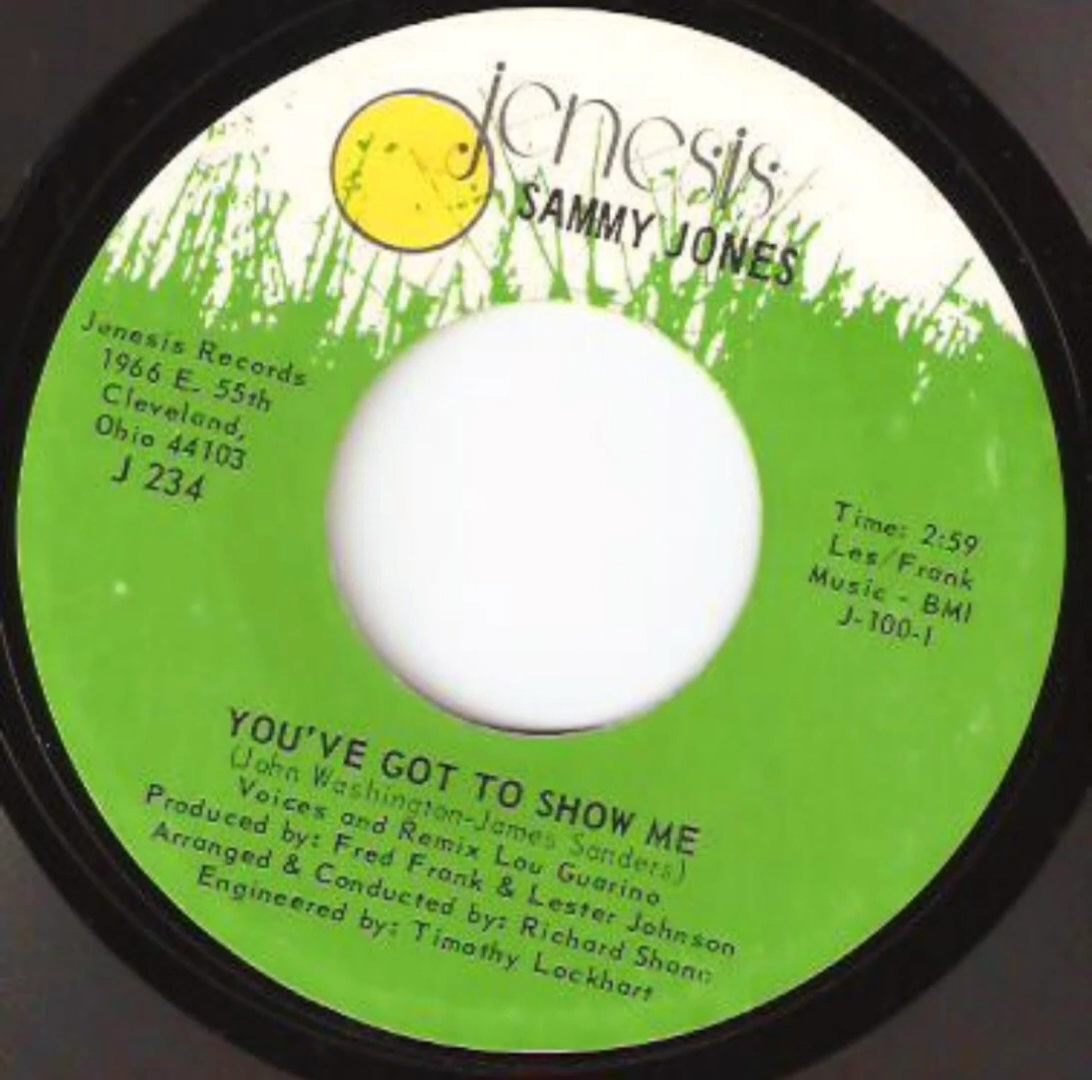 jenesis
SAMMY JONES
Jenesis Records
1966 E. 55th
Cleveland,
Ohio 44103
J 234
Time: 2:59
Les/Frank
Music - BMI
J-100-1
YOU'VE GOT TO SHOW ME
(John Washington-James Sanders)
Voices and Remix Lou Guarino
Produced by: Fred Frank & Lester Johnson
Arranged & Conducted by: Richard
Engineered by: Timothy Lockhart